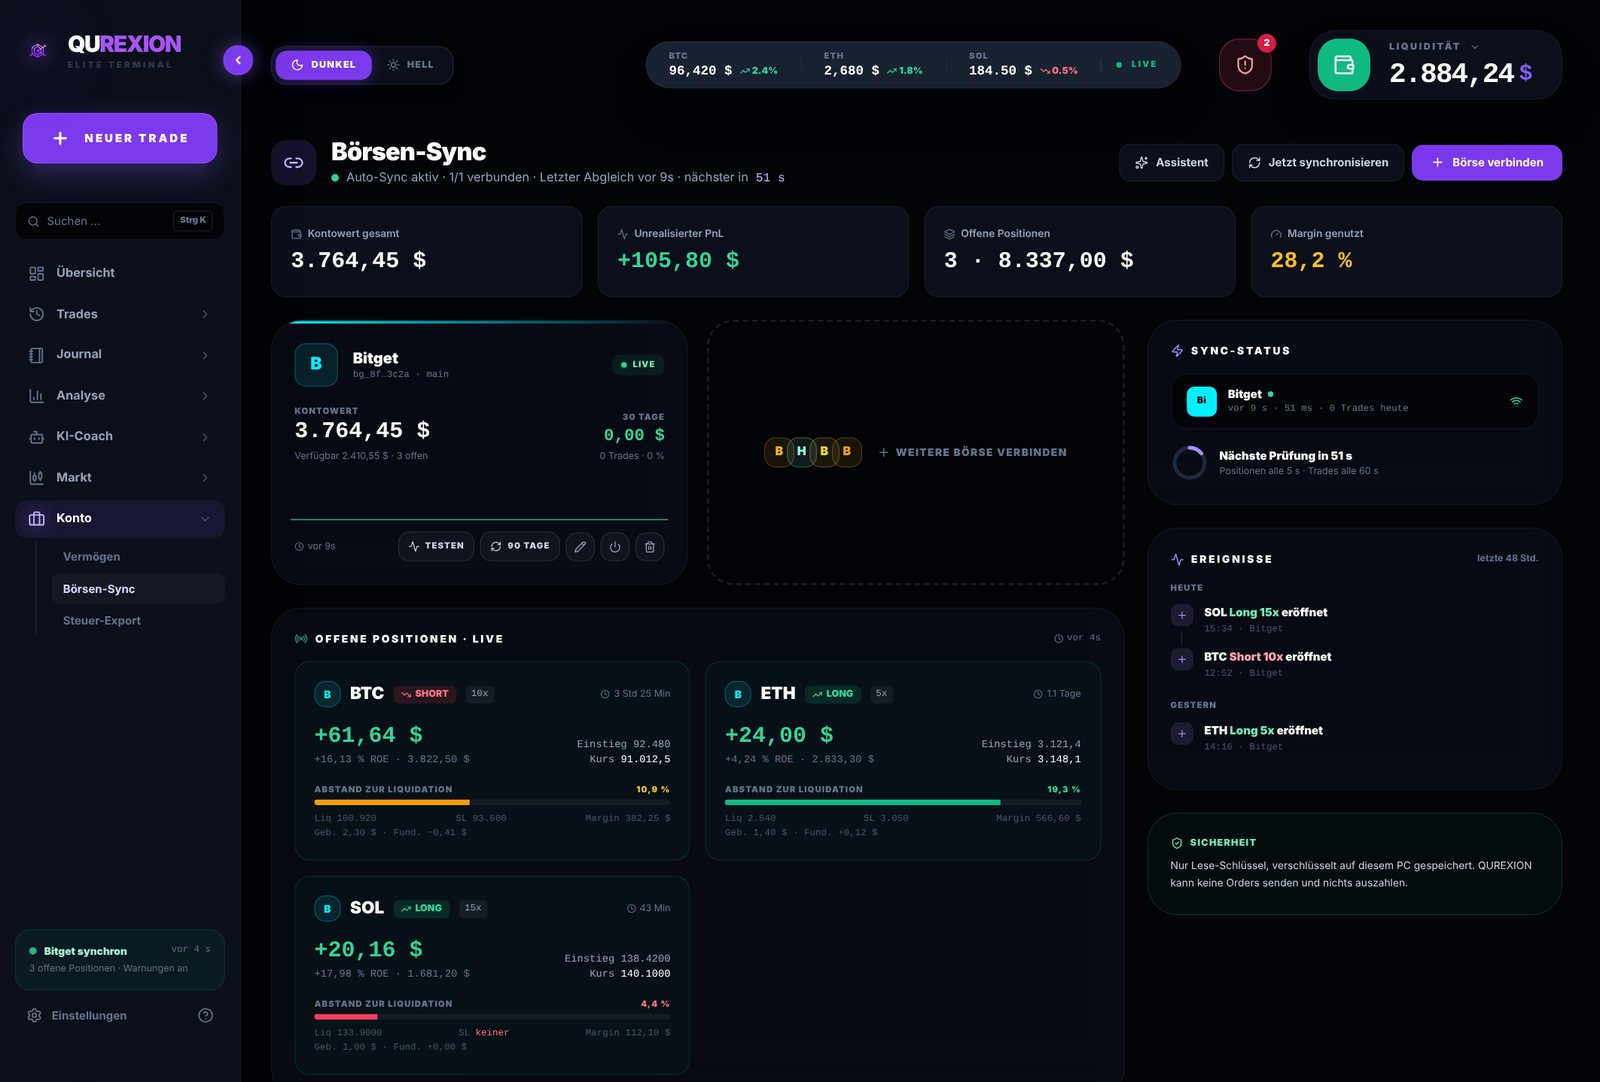 QUREXION
ELITE TERMINAL
NEUER TRADE
Suchen ...
Strg K
Übersicht
Trades
Journal
Analyse
KI-Coach
Markt
Konto
Vermögen
Börsen-Sync
Steuer-Export
Bitget synchron
vor 4 s
3 offene Positionen · Warnungen an
Einstellungen
DUNKEL
HELL
BTC
96,420 $ 2.4%
ETH
2,680 $ 1.8%
SOL
184.50 $ 0.5%
LIVE
2
LIQUIDITÄT
2.884,24 $
Börsen-Sync
Auto-Sync aktiv · 1/1 verbunden · Letzter Abgleich vor 9s · nächster in 51 s
Assistent
Jetzt synchronisieren
Börse verbinden
Kontowert gesamt
3.764,45 $
Unrealisierter PnL
+105,80 $
Offene Positionen
3 · 8.337,00 $
Margin genutzt
28,2 %
B
Bitget
bg_8f…3c2a · main
LIVE
KONTOWERT
3.764,45 $
Verfügbar 2.410,55 $ · 3 offen
30 TAGE
0,00 $
0 Trades · 0 %
vor 9s
TESTEN
90 TAGE
B H B B
WEITERE BÖRSE VERBINDEN
OFFENE POSITIONEN · LIVE
vor 4s
B BTC SHORT 10x
3 Std 25 Min
+61,64 $
+16,13 % ROE · 3.822,50 $
Einstieg 92.480
Kurs 91.012,5
ABSTAND ZUR LIQUIDATION 10,9 %
Liq 100.920 SL 93.600 Margin 382,25 $
Geb. 2,30 $ · Fund. −0,41 $
B ETH LONG 5x
1.1 Tage
+24,00 $
+4,24 % ROE · 2.833,30 $
Einstieg 3.121,4
Kurs 3.148,1
ABSTAND ZUR LIQUIDATION 19,3 %
Liq 2.540 SL 3.050 Margin 566,60 $
Geb. 1,40 $ · Fund. +0,12 $
B SOL LONG 15x
43 Min
+20,16 $
+17,98 % ROE · 1.681,20 $
Einstieg 138.4200
Kurs 140.1000
ABSTAND ZUR LIQUIDATION 4,4 %
Liq 133.9000 SL keiner Margin 112,10 $
Geb. 1,00 $ · Fund. +0,00 $
SYNC-STATUS
Bi
Bitget
vor 9 s · 51 ms · 0 Trades heute
Nächste Prüfung in 51 s
Positionen alle 5 s · Trades alle 60 s
EREIGNISSE
letzte 48 Std.
HEUTE
SOL Long 15x eröffnet
15:34 · Bitget
BTC Short 10x eröffnet
12:52 · Bitget
GESTERN
ETH Long 5x eröffnet
14:16 · Bitget
SICHERHEIT
Nur Lese-Schlüssel, verschlüsselt auf diesem PC gespeichert. QUREXION
kann keine Orders senden und nichts auszahlen.